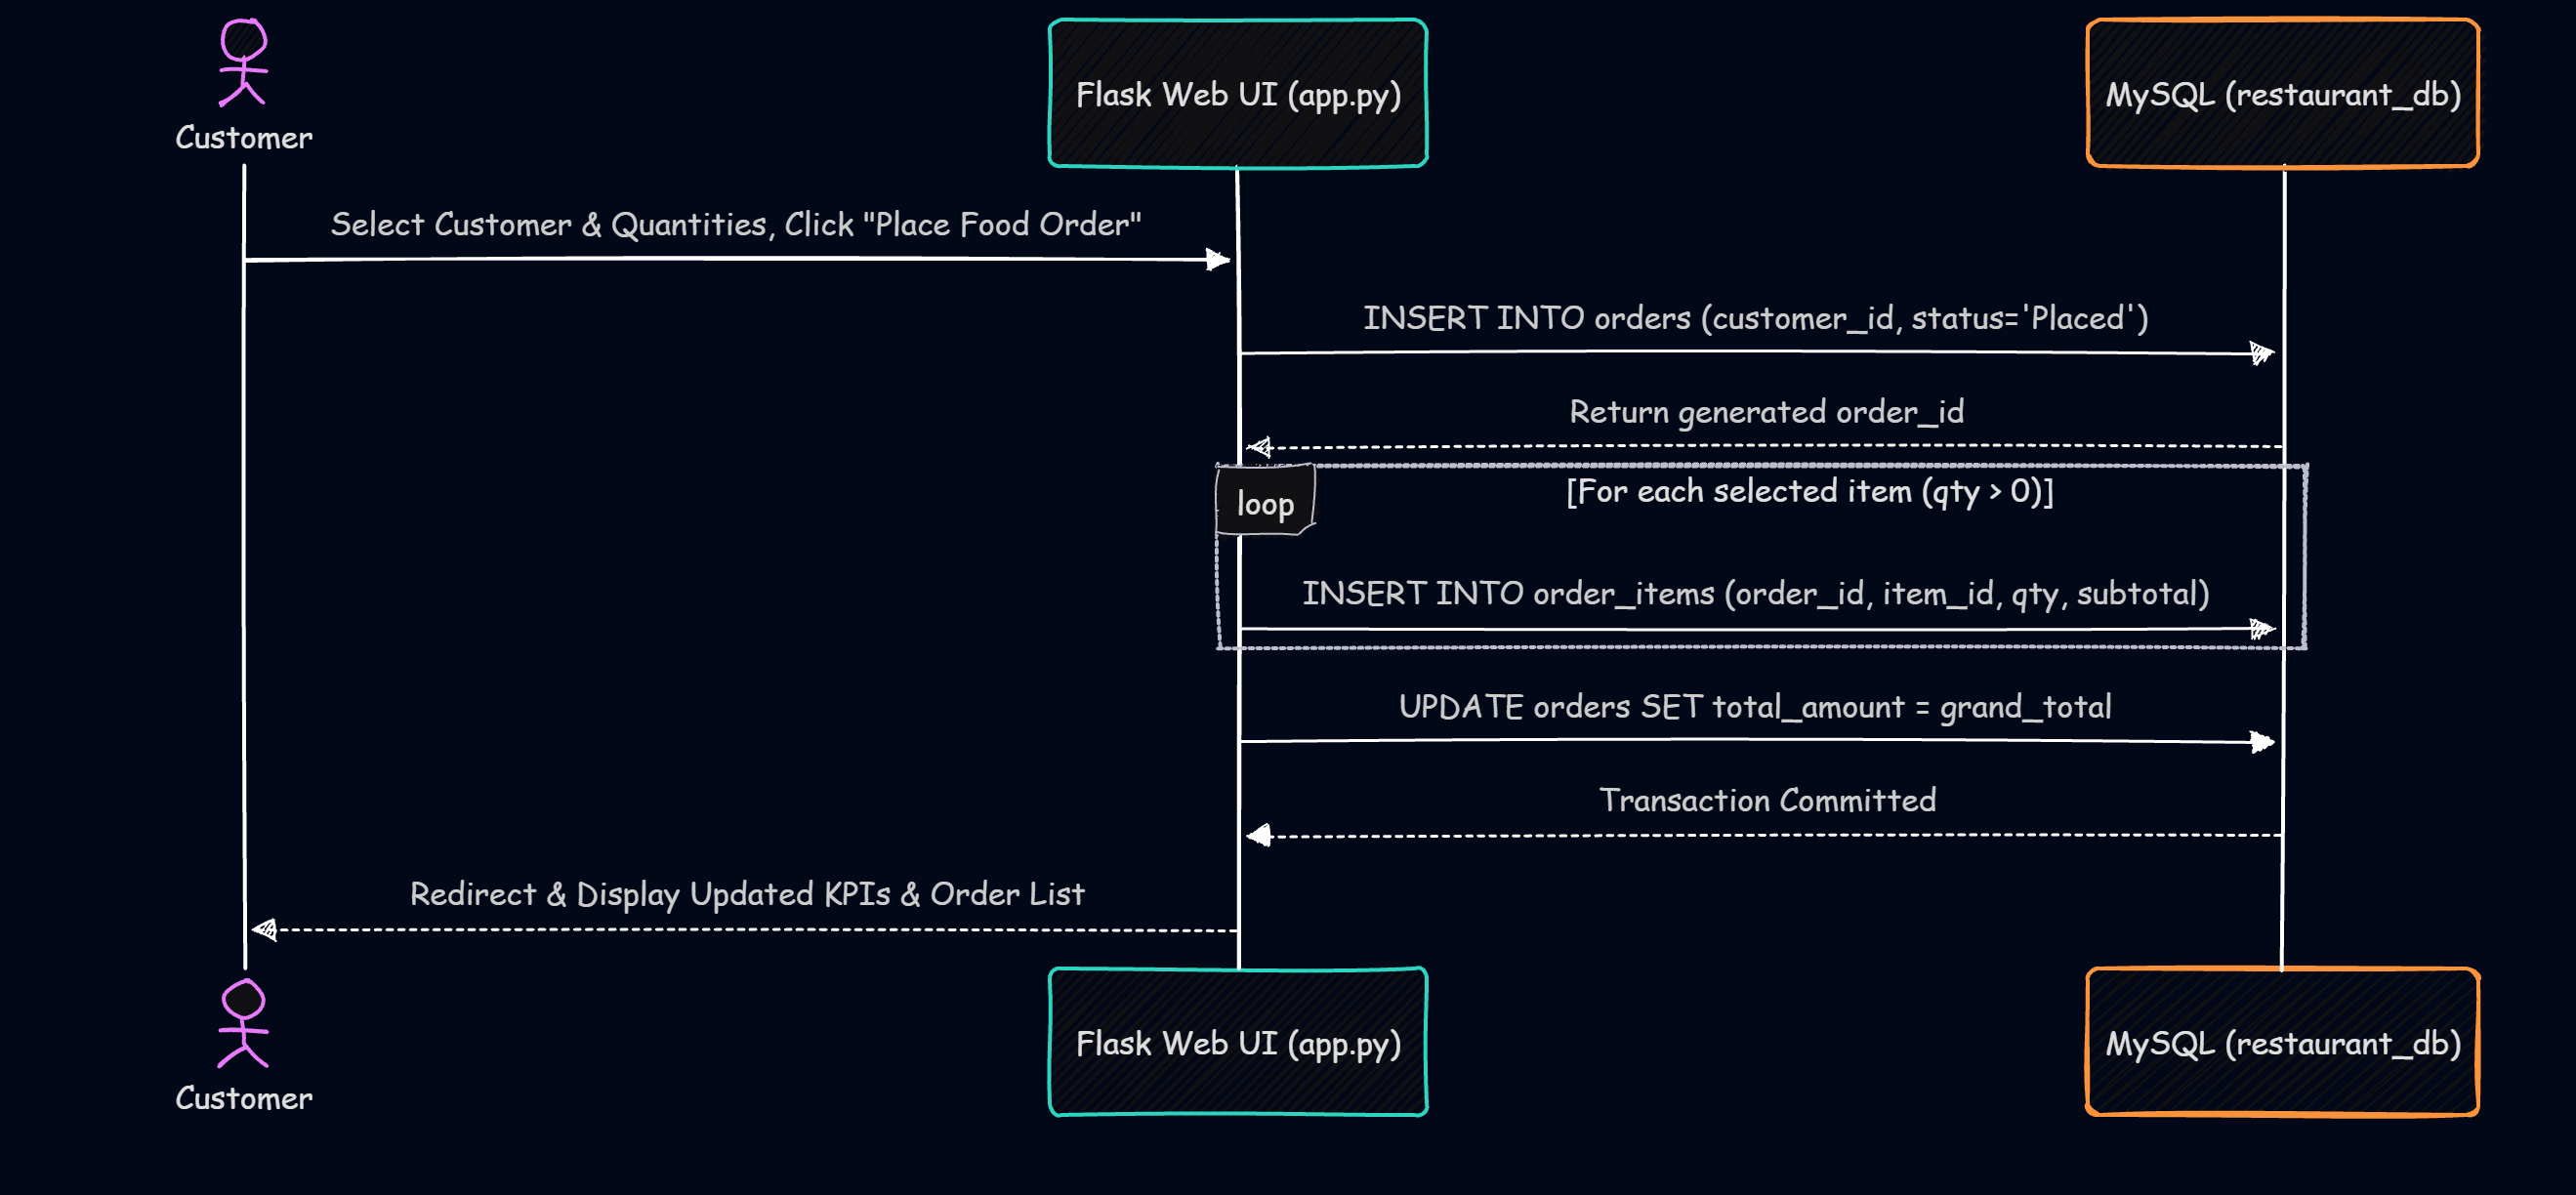 Customer
Flask Web UI (app.py)
MySQL (restaurant_db)
Select Customer & Quantities, Click "Place Food Order"
INSERT INTO orders (customer_id, status='Placed')
Return generated order_id
loop
[For each selected item (qty > 0)]
INSERT INTO order_items (order_id, item_id, qty, subtotal)
UPDATE orders SET total_amount = grand_total
Transaction Committed
Redirect & Display Updated KPIs & Order List
Customer
Flask Web UI (app.py)
MySQL (restaurant_db)